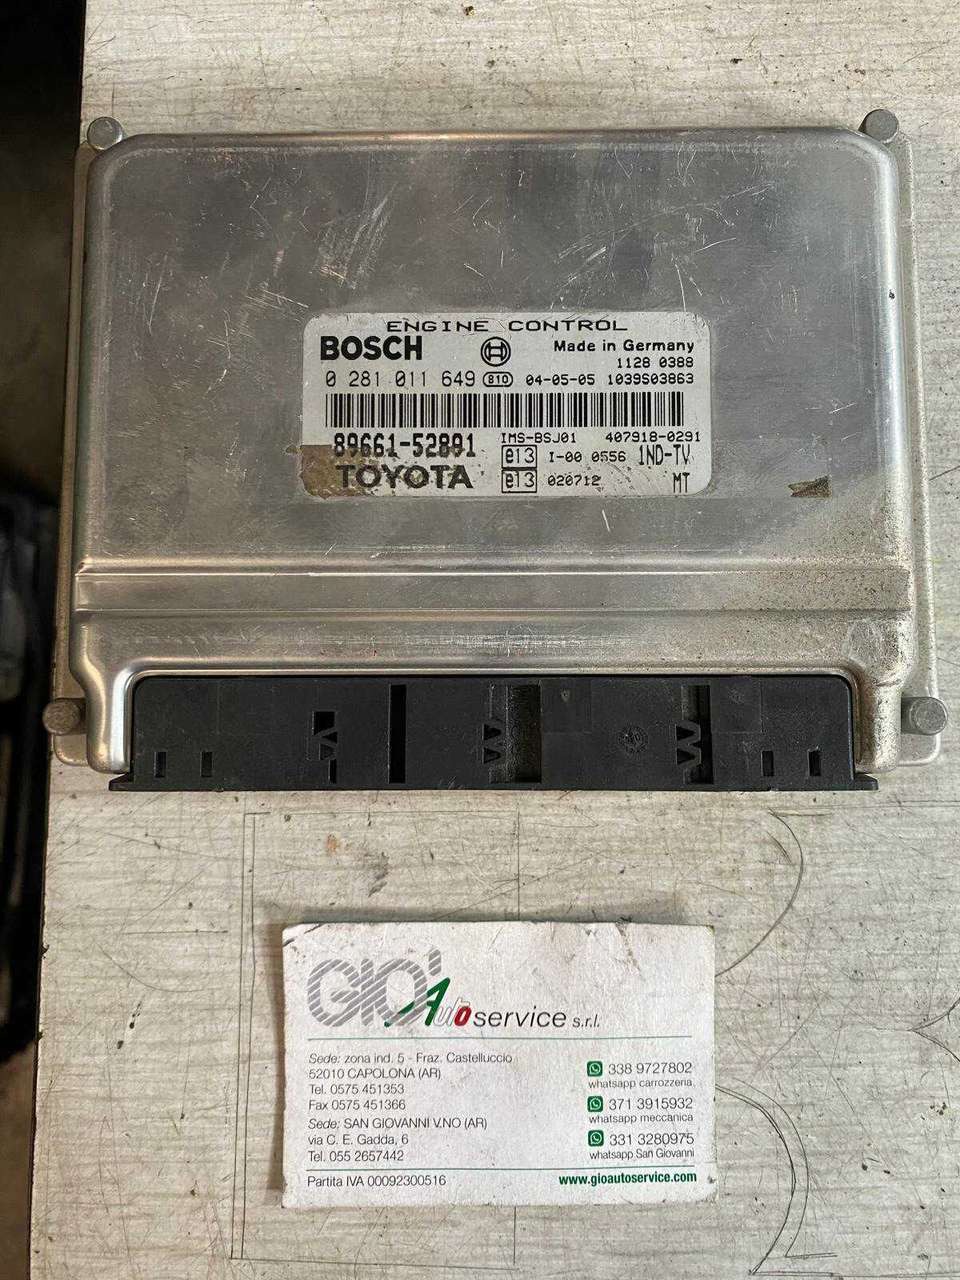 ENGINE CONTROL
BOSCH Made in Germany
1128 0388
0 281 011 649 810 04-05-05 1039S03863
89661-52891 IMS-BSJ01 407918-0291
e13 I-00 0556 1ND-TV
TOYOTA e13 020712 MT
GIO' Auto service s.r.l.
Sede: zona ind. 5 - Fraz. Castelluccio
52010 CAPOLONA (AR)
Tel. 0575 451353
Fax 0575 451366
Sede: SAN GIOVANNI V.NO (AR)
via C. E. Gadda, 6
Tel. 055 2657442
Partita IVA 00092300516
338 9727802
whatsapp carrozzeria
371 3915932
whatsapp meccanica
331 3280975
whatsapp San Giovanni
www.gioautoservice.com